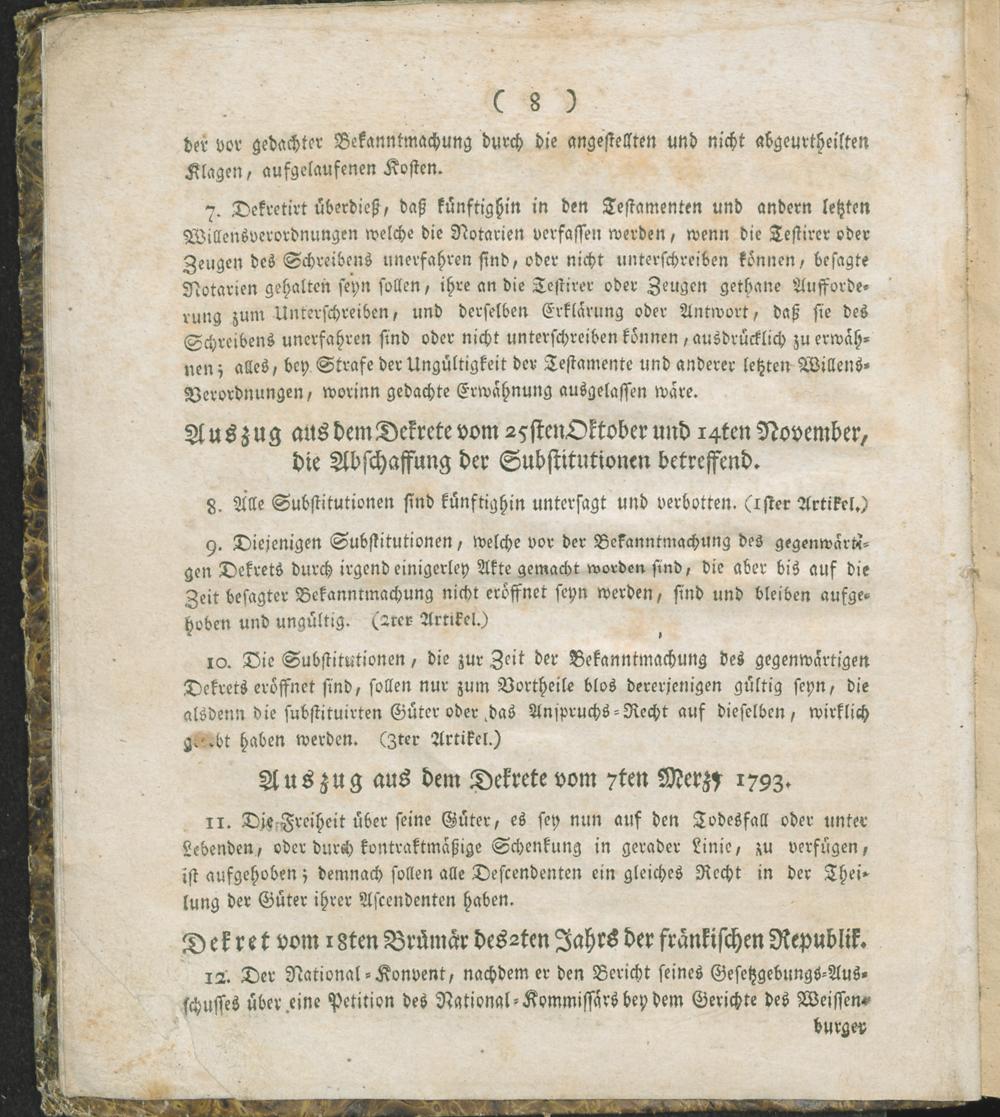 ( 8 )
der vor gedachter Bekanntmachung durch die angestellten und nicht abgeurtheilten
Klagen, aufgelaufenen Kosten.
7. Dekretirt überdieß, daß künftighin in den Testamenten und andern letzten
Willensverordnungen welche die Notarien verfassen werden, wenn die Testirer oder
Zeugen des Schreibens unerfahren sind, oder nicht unterschreiben können, besagte
Notarien gehalten seyn sollen, ihre an die Testirer oder Zeugen gethane Aufforde-
rung zum Unterschreiben, und derselben Erklärung oder Antwort, daß sie des
Schreibens unerfahren sind oder nicht unterschreiben können, ausdrücklich zu erwäh-
nen; alles, bey Strafe der Ungültigkeit der Testamente und anderer letzten Willens-
Verordnungen, worinn gedachte Erwähnung ausgelassen wäre.
Auszug aus dem Dekrete vom 25sten Oktober und 14ten November,
die Abschaffung der Substitutionen betreffend.
8. Alle Substitutionen sind künftighin untersagt und verbotten. (1ster Artikel.)
9. Diejenigen Substitutionen, welche vor der Bekanntmachung des gegenwärti-
gen Dekrets durch irgend einigerley Akte gemacht worden sind, die aber bis auf die
Zeit besagter Bekanntmachung nicht eröffnet seyn werden, sind und bleiben aufge-
hoben und ungültig. (2ter Artikel.)
10. Die Substitutionen, die zur Zeit der Bekanntmachung des gegenwärtigen
Dekrets eröffnet sind, sollen nur zum Vortheile blos dererjenigen gültig seyn, die
alsdenn die substituirten Güter oder das Anspruchs-Recht auf dieselben, wirklich
haben werden. (3ter Artikel.)
Auszug aus dem Dekrete vom 7ten Merz, 1793.
11. Die Freiheit über seine Güter, es sey nun auf den Todesfall oder unter
Lebenden, oder durch kontraktmäßige Schenkung in gerader Linie, zu verfügen,
ist aufgehoben; demnach sollen alle Descendenten ein gleiches Recht in der Thei-
lung der Güter ihrer Ascendenten haben.
Dekret vom 18ten Brümär des 2ten Jahrs der fränkischen Republik.
12. Der National-Konvent, nachdem er den Bericht seines Gesetzgebungs-Aus-
schusses über eine Petition des National-Kommissärs bey dem Gerichte des Weissen-
burger